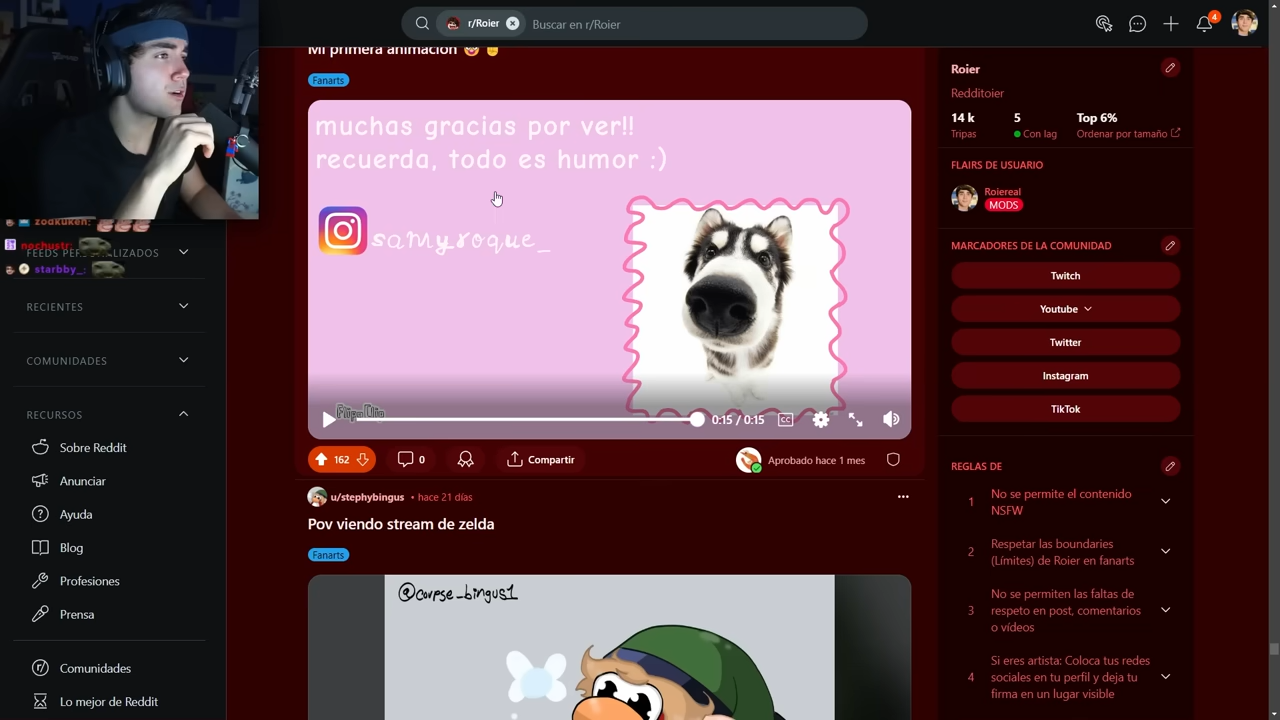 r/Roier
Buscar en r/Roier
4
Mi primera animación
Fanarts
muchas gracias por ver!!
recuerda, todo es humor :)
samy_roque_
FlipaClip
0:15 / 0:15
CC
162
0
Compartir
Aprobado hace 1 mes
u/stephybingus • hace 21 días
Pov viendo stream de zelda
Fanarts
@corpse_bingus1
zodkuken:
nachustr:
starbby_:
FEEDS PERSONALIZADOS
RECIENTES
COMUNIDADES
RECURSOS
Sobre Reddit
Anunciar
Ayuda
Blog
Profesiones
Prensa
Comunidades
Lo mejor de Reddit
Roier
Redditoier
14 k
Tripas
5
Con lag
Top 6%
Ordenar por tamaño
FLAIRS DE USUARIO
Roiereal
MODS
MARCADORES DE LA COMUNIDAD
Twitch
Youtube
Twitter
Instagram
TikTok
REGLAS DE
1
No se permite el contenido
NSFW
2
Respetar las boundaries
(Límites) de Roier en fanarts
3
No se permiten las faltas de
respeto en post, comentarios
o vídeos
4
Si eres artista: Coloca tus redes
sociales en tu perfil y deja tu
firma en un lugar visible